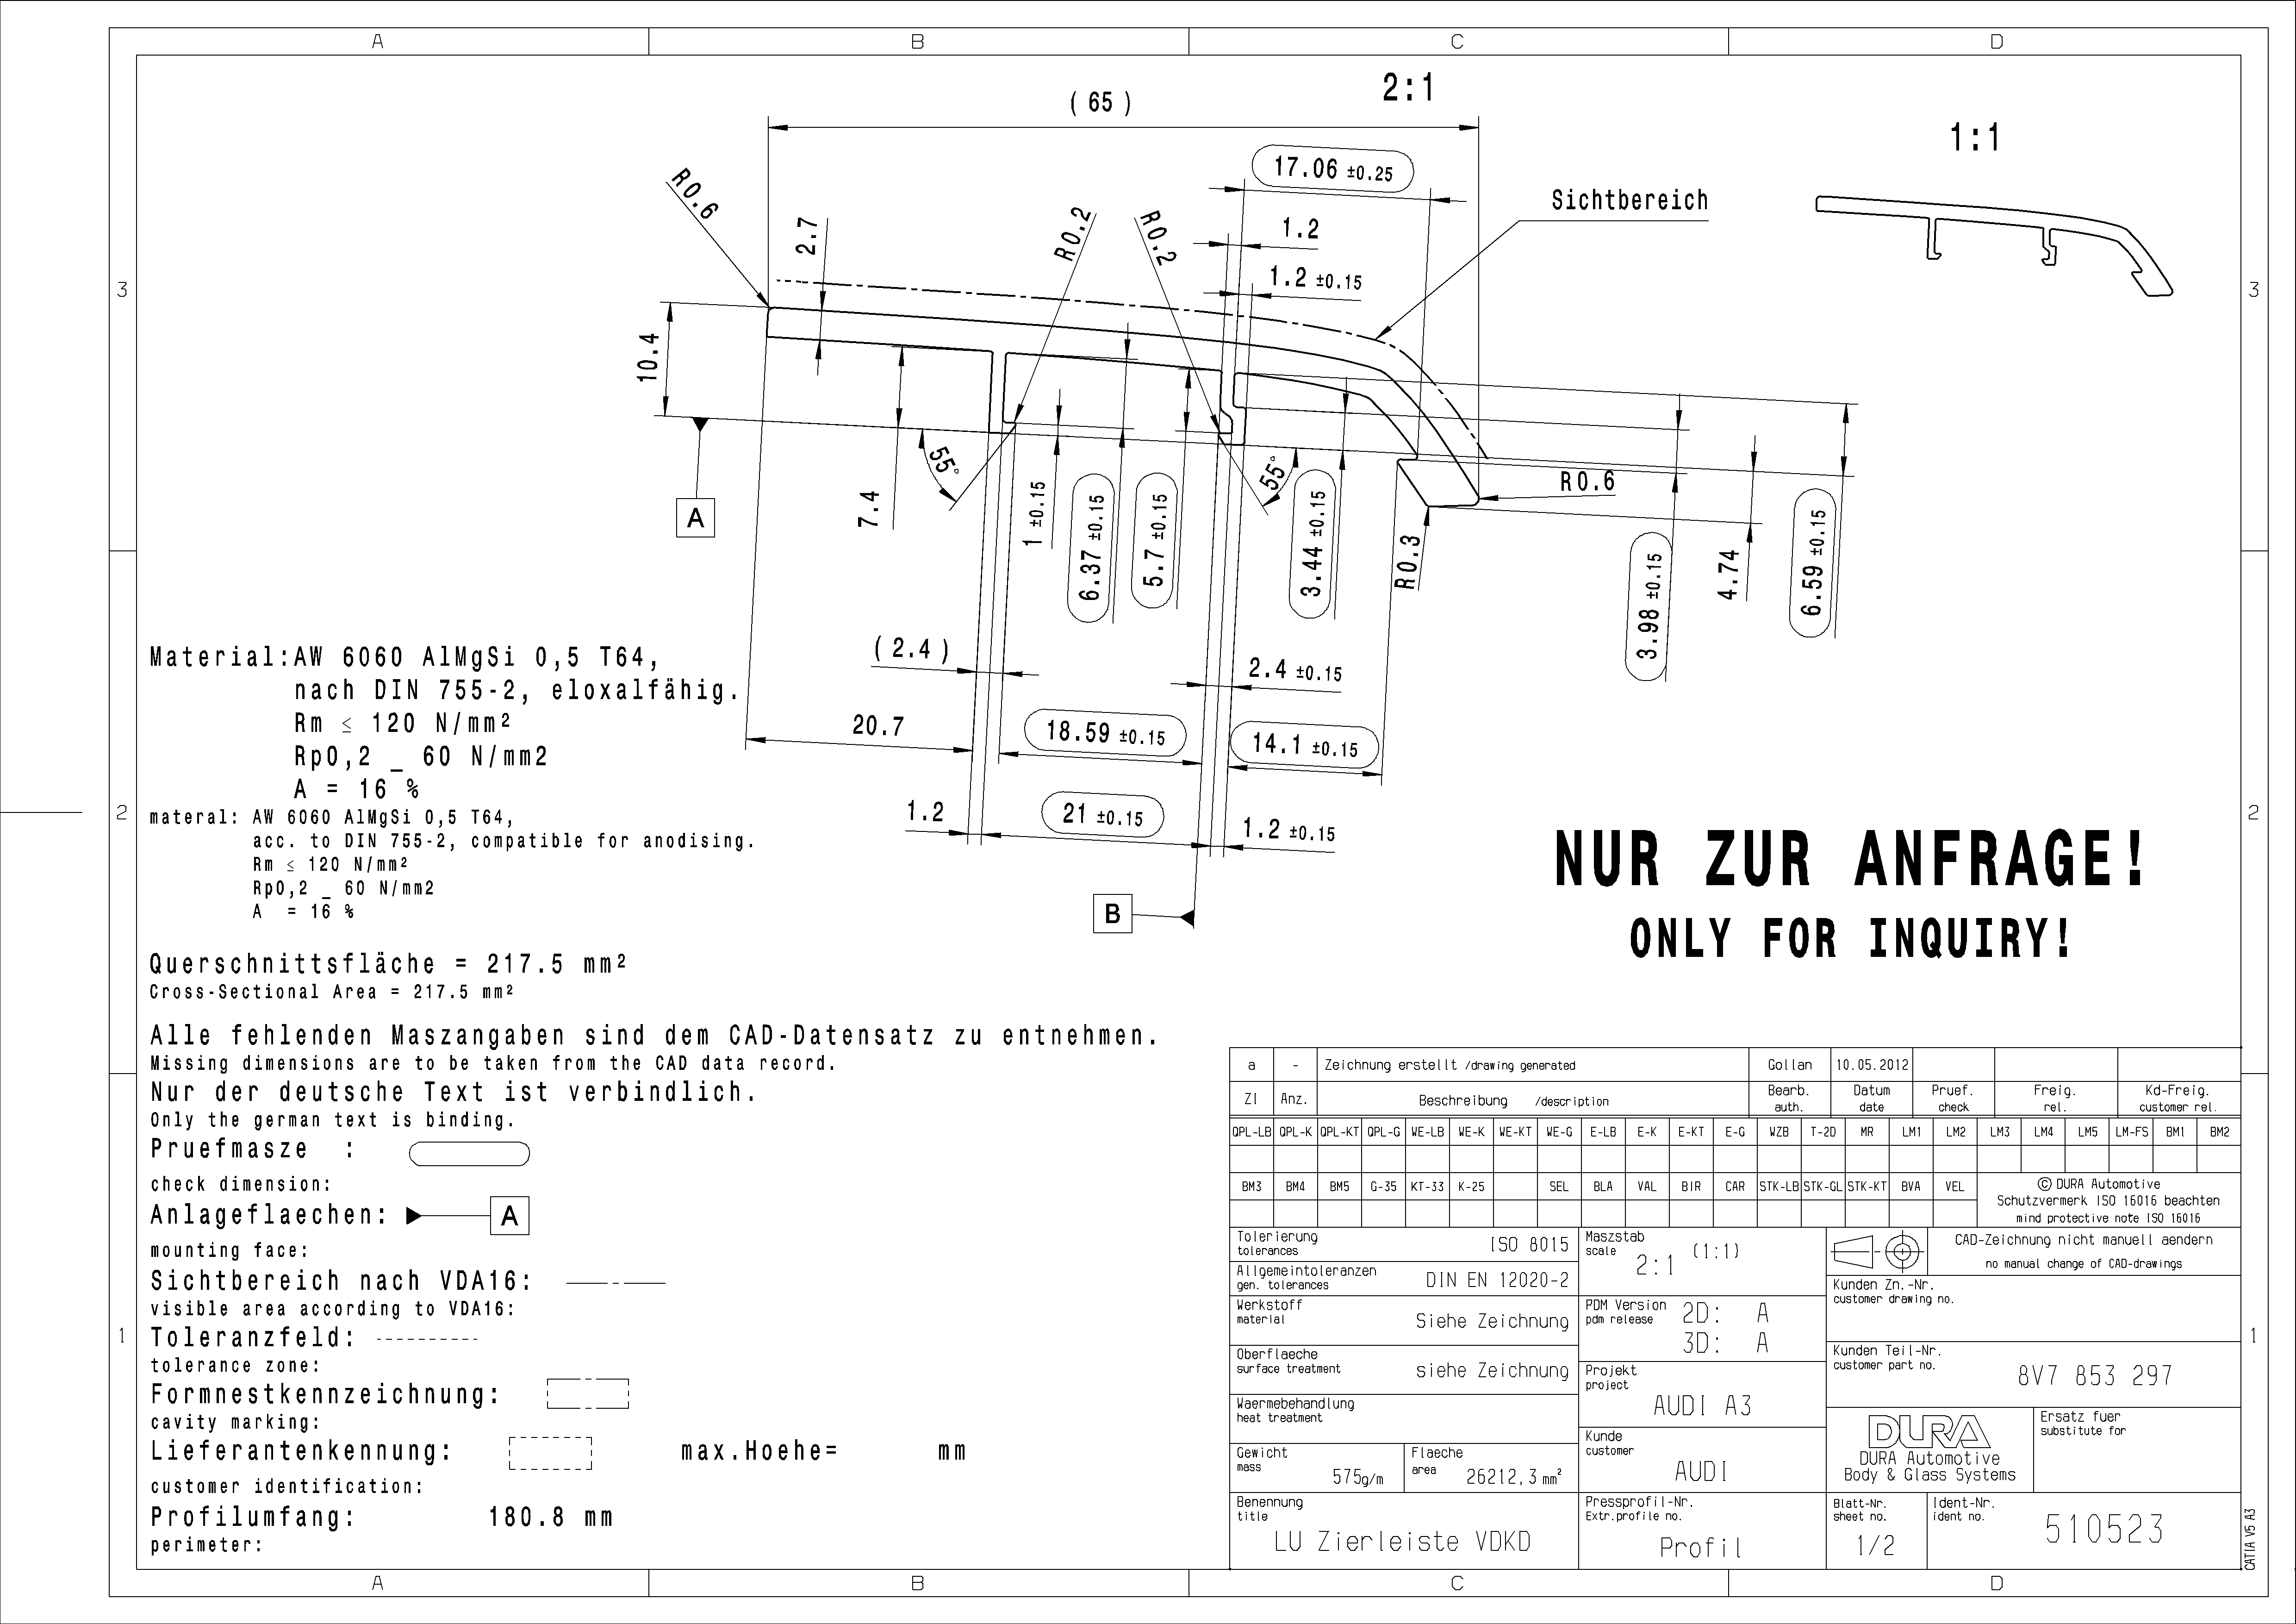 A B C D
2:1
( 65 )
1:1
17.06 ±0.25
Sichtbereich
R0.6
2.7
R0.2
R0.2
1.2
1.2 ±0.15
3
3
10.4
55°
55°
R0.6
A
7.4
1 ±0.15
6.37 ±0.15
5.7 ±0.15
3.44 ±0.15
R0.3
3.98 ±0.15
4.74
6.59 ±0.15
( 2.4 )
2.4 ±0.15
20.7
18.59 ±0.15
14.1 ±0.15
1.2
21 ±0.15
1.2 ±0.15
B
Material:AW 6060 AlMgSi 0,5 T64,
nach DIN 755-2, eloxalfähig.
Rm ≤ 120 N/mm²
Rp0,2 _ 60 N/mm2
A = 16 %
2
2
materal: AW 6060 AlMgSi 0,5 T64,
acc. to DIN 755-2, compatible for anodising.
Rm ≤ 120 N/mm²
Rp0,2 _ 60 N/mm2
A = 16 %
NUR ZUR ANFRAGE!
ONLY FOR INQUIRY!
Querschnittsfläche = 217.5 mm²
Cross-Sectional Area = 217.5 mm²
Alle fehlenden Maszangaben sind dem CAD-Datensatz zu entnehmen.
Missing dimensions are to be taken from the CAD data record.
Nur der deutsche Text ist verbindlich.
Only the german text is binding.
Pruefmasze :
check dimension:
Anlageflaechen: A
mounting face:
Sichtbereich nach VDA16:
visible area according to VDA16:
1
1
Toleranzfeld:
tolerance zone:
Formnestkennzeichnung:
cavity marking:
Lieferantenkennung: max.Hoehe= mm
customer identification:
Profilumfang: 180.8 mm
perimeter:
a - Zeichnung erstellt /drawing generated Gollan 10.05.2012
ZI Anz. Beschreibung /description Bearb. auth. Datum date Pruef. check Freig. rel. Kd-Freig. customer rel.
QPL-LB QPL-K QPL-KT QPL-G WE-LB WE-K WE-KT WE-G E-LB E-K E-KT E-G WZB T-2D MR LM1 LM2 LM3 LM4 LM5 LM-FS BM1 BM2
BM3 BM4 BM5 G-35 KT-33 K-25 SEL BLA VAL BIR CAR STK-LB STK-GL STK-KT BVA VEL
© DURA Automotive
Schutzvermerk ISO 16016 beachten
mind protective note ISO 16016
Tolerierung
tolerances
ISO 8015
Allgemeintoleranzen
gen. tolerances
DIN EN 12020-2
Werkstoff
material
Siehe Zeichnung
Oberflaeche
surface treatment
siehe Zeichnung
Waermebehandlung
heat treatment
Gewicht
mass
575g/m
Flaeche
area
26212,3 mm²
Benennung
title
LU Zierleiste VDKD
Maszstab
scale
2:1 (1:1)
PDM Version
pdm release
2D: A
3D: A
Projekt
project
AUDI A3
Kunde
customer
AUDI
Pressprofil-Nr.
Extr.profile no.
Profil
CAD-Zeichnung nicht manuell aendern
no manual change of CAD-drawings
Kunden Zn.-Nr.
customer drawing no.
Kunden Teil-Nr.
customer part no.
8V7 853 297
DURA
DURA Automotive
Body & Glass Systems
Ersatz fuer
substitute for
Blatt-Nr.
sheet no.
1/2
Ident-Nr.
ident no.
510523
CATIA V5 A3
A B C D